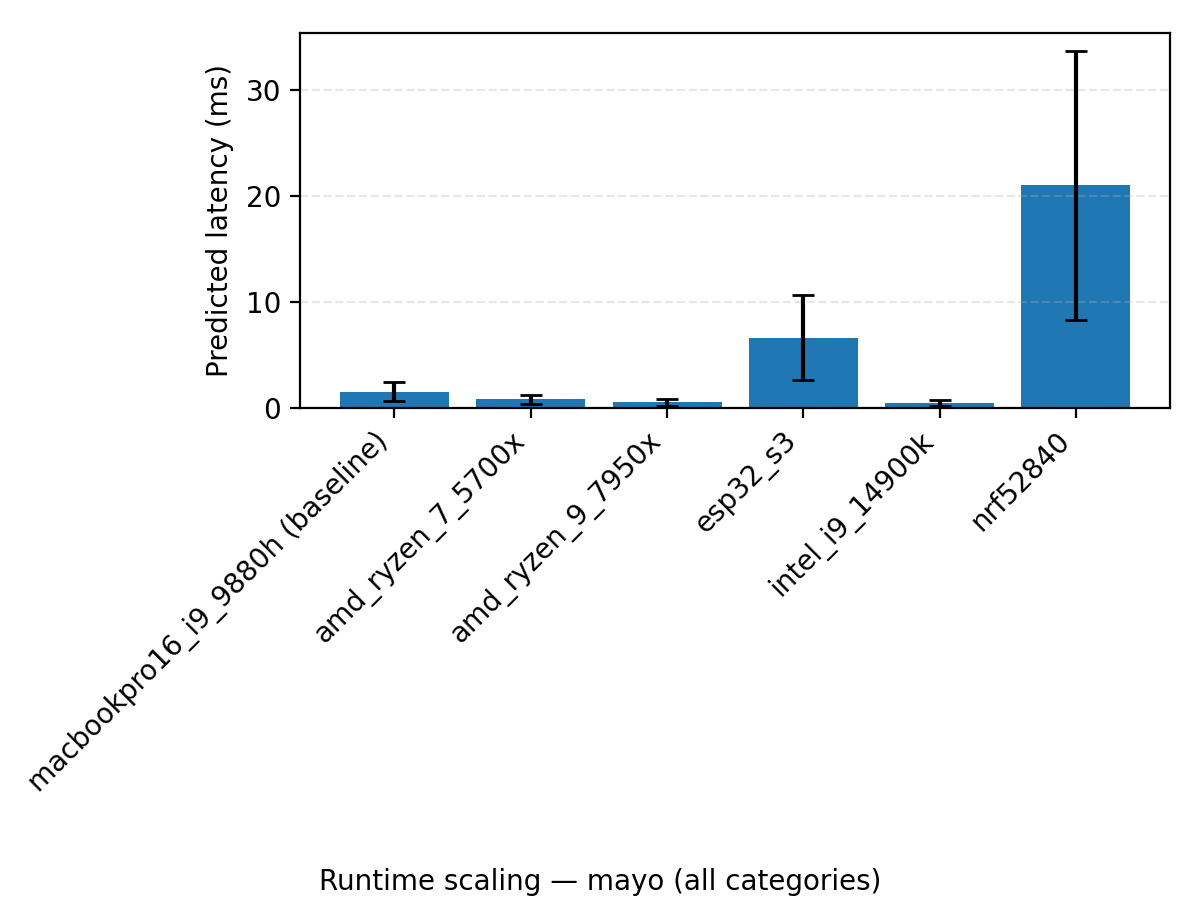 Predicted latency (ms)
30
20
10
0
macbookpro16_i9_9880h (baseline)
amd_ryzen_7_5700x
amd_ryzen_9_7950x
esp32_s3
intel_i9_14900k
nrf52840
Runtime scaling — mayo (all categories)